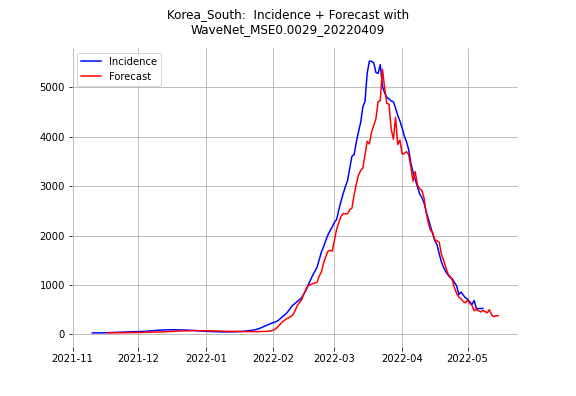 Korea_South:  Incidence + Forecast with
WaveNet_MSE0.0029_20220409
Incidence
Forecast
5000
4000
3000
2000
1000
0
2021-11 2021-12 2022-01 2022-02 2022-03 2022-04 2022-05